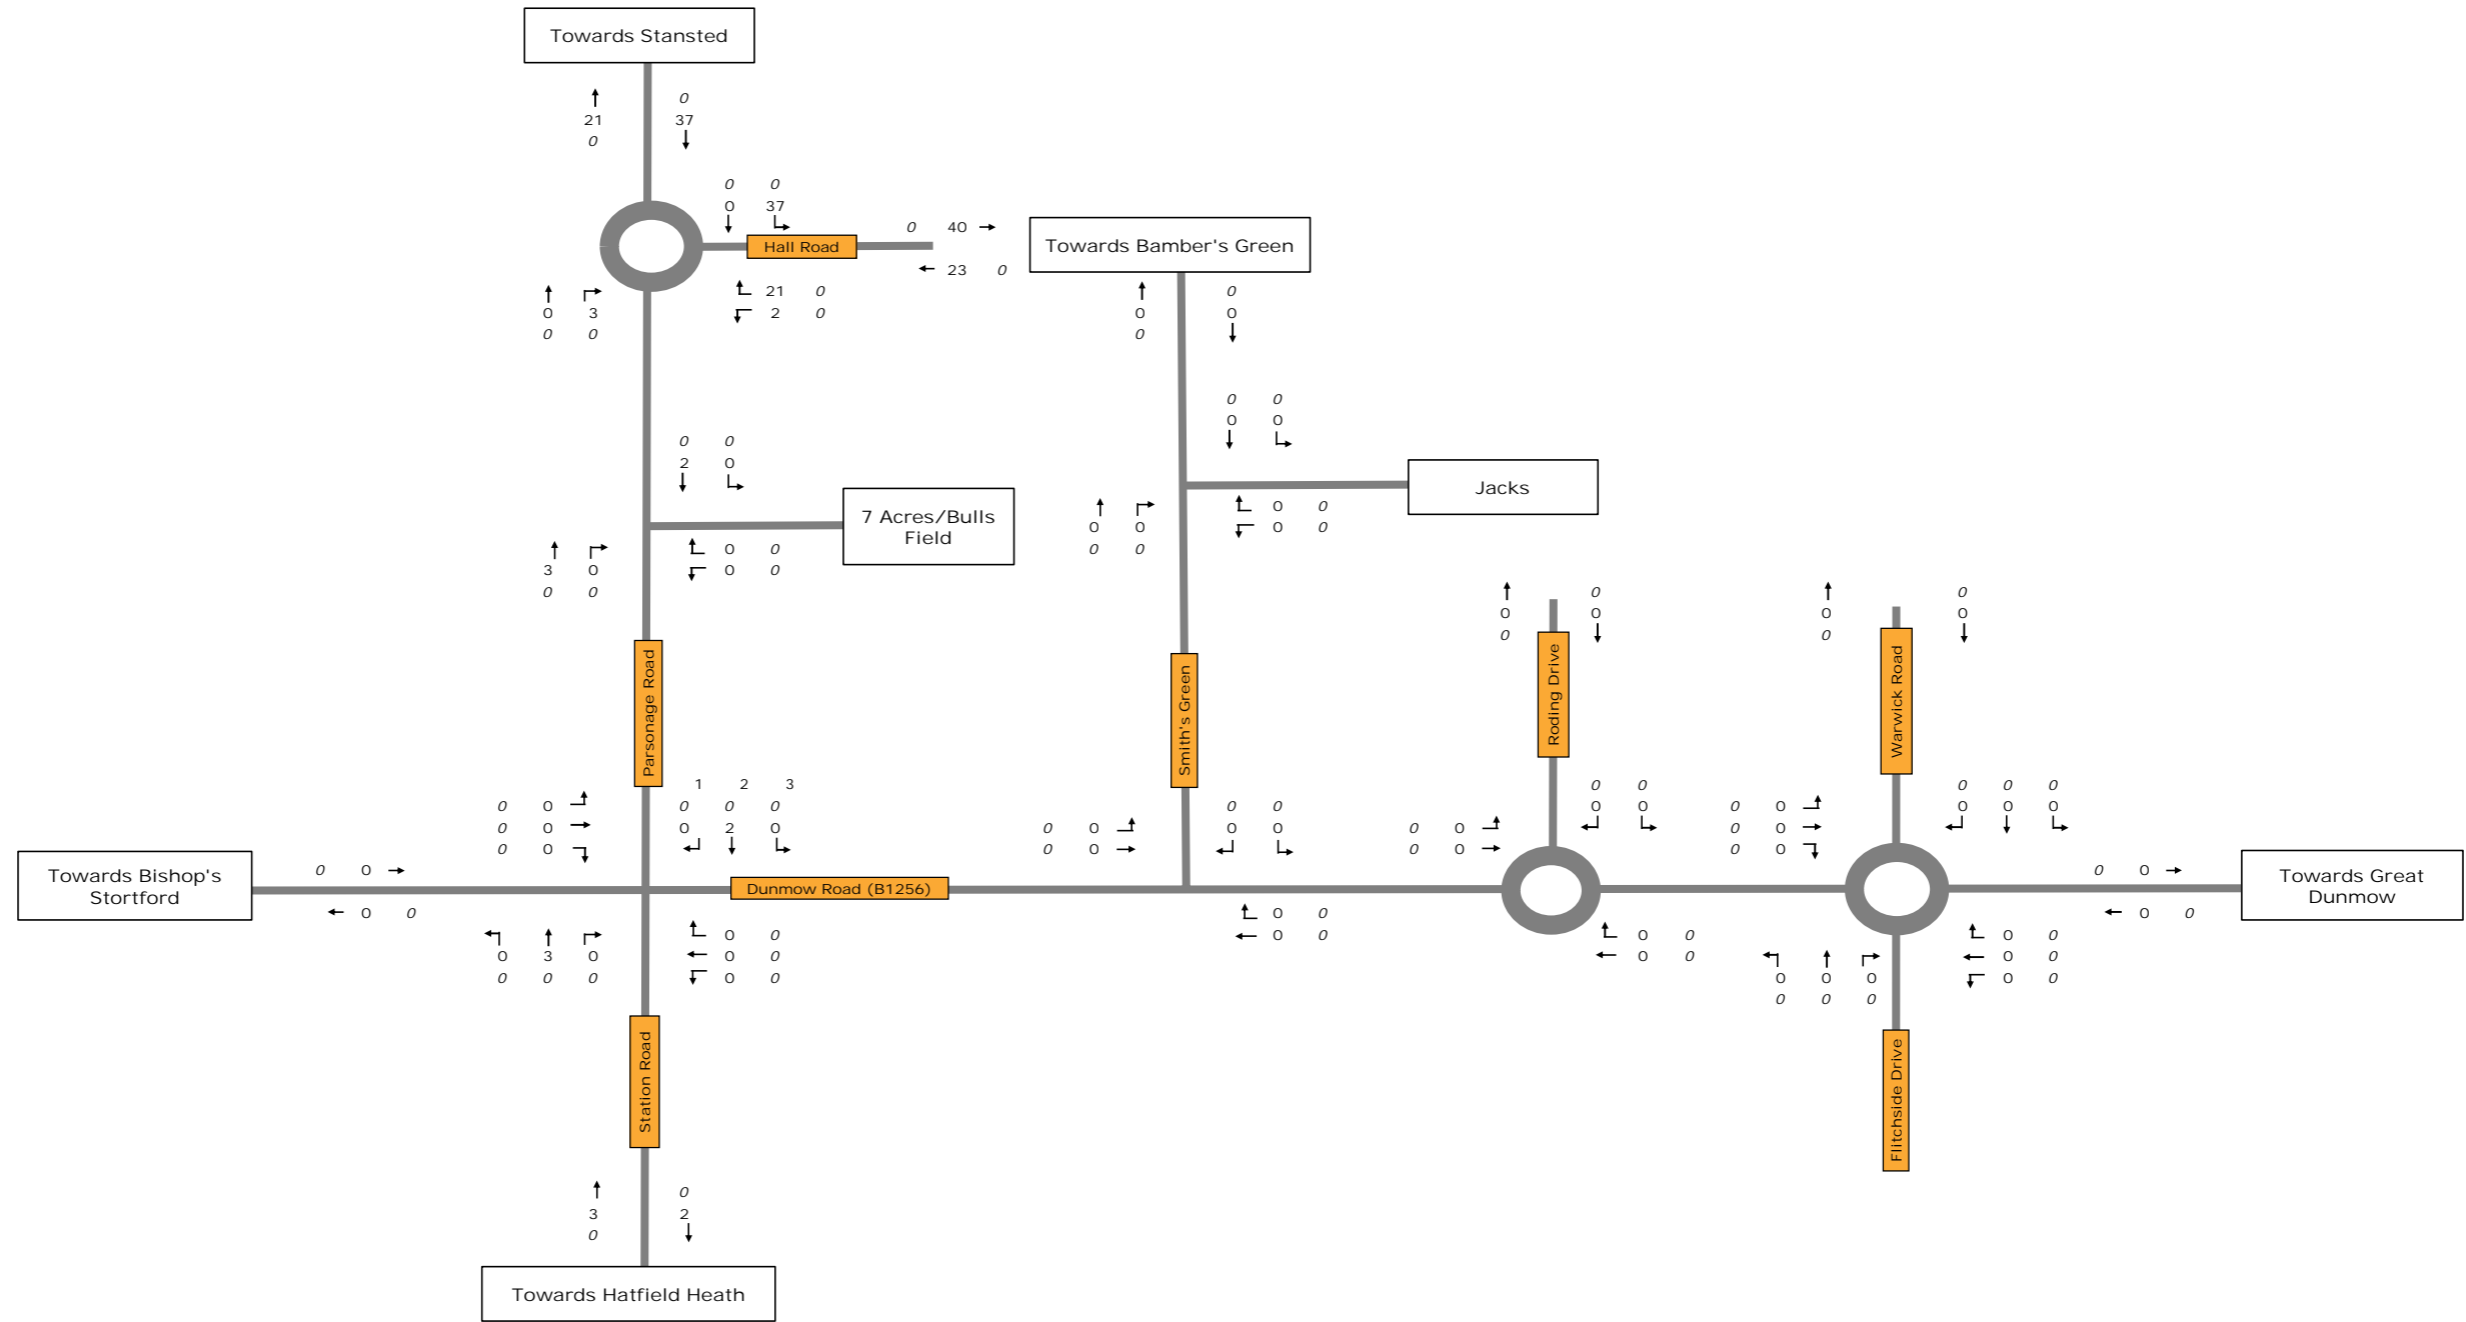 Towards Stansted
0
21 37
0
0 0
0 37
0 40
Hall Road
Towards Bamber's Green
23 0
21 0
0 3 2 0
0 0
0
0 0
0
0 0
0 0
0 0
2 0
Jacks
7 Acres/Bulls
Field
0 0
0 0 0 0
0 0
0 0
3 0 0 0
0 0
0 0
0 0 0 0
0 0
Parsonage Road
Smith's Green
Roding Drive
Warwick Road
1 2 3
0 0 0 0 0
0 0 0 0 0
0 0 0 2 0
0 0
0 0 0 0
0 0
0 0
0 0
0 0
0 0
0 0 0
0 0 0 0 0
0 0
0 0
Towards Bishop's
Stortford
0 0
0 0
Dunmow Road (B1256)
0 0
0 0
Towards Great
Dunmow
0 0
0 0
0 0
0 3 0 0 0
0 0 0 0 0
0 0
0 0
0 0
0 0
0 0 0 0 0
0 0 0
Station Road
Flitchside Drive
0
3 2
0
Towards Hatfield Heath